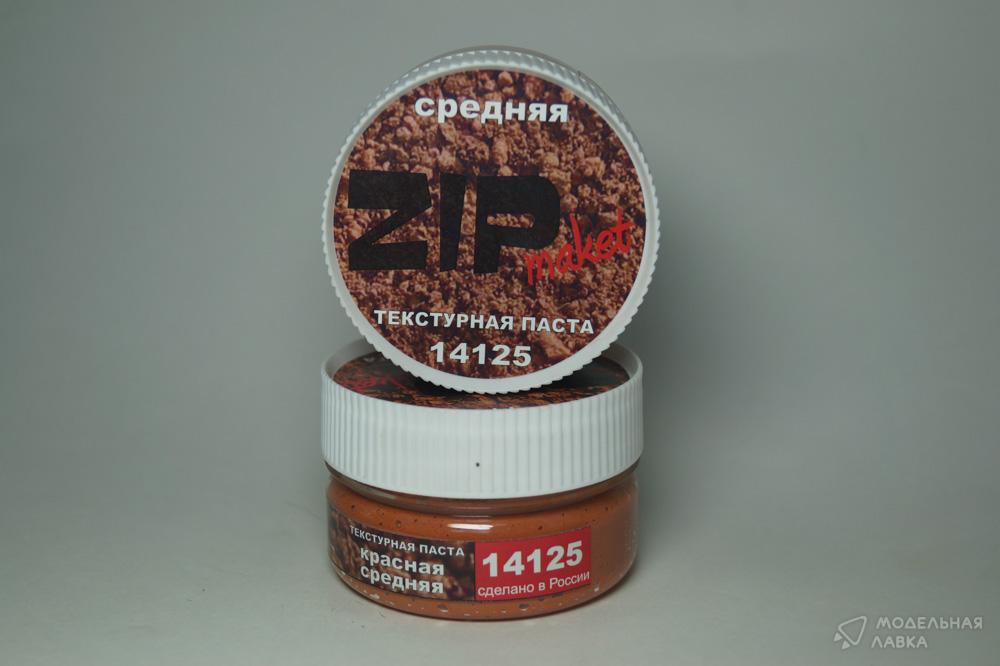 средняя
ZIP
maket
ТЕКСТУРНАЯ ПАСТА
14125
ТЕКСТУРНАЯ ПАСТА
красная
средняя
14125
сделано в России
МОДЕЛЬНАЯ
ЛАВКА